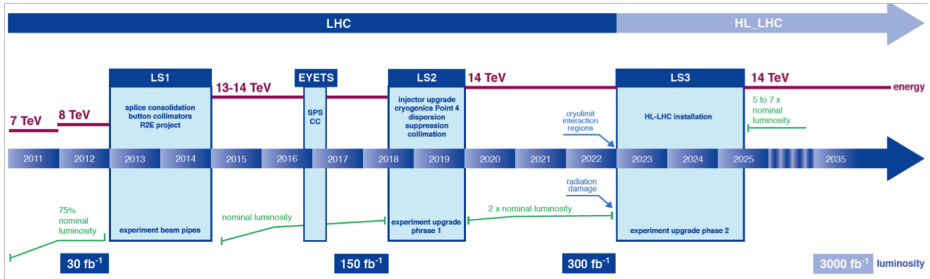 LHC
HL_LHC
LS1
EYETS
LS2
14 TeV
LS3
14 TeV
13-14 TeV
energy
splice consolidation
button collimators
R2E project
SPS
CC
injector upgrade
cryogenics Point 4
dispersion
suppression
collimation
cryolimit
interaction
regions
HL-LHC installation
5 to 7 x
nominal
luminosity
7 TeV
8 TeV
2011
2012
2013
2014
2015
2016
2017
2018
2019
2020
2021
2022
2023
2024
2025
2035
radiation
damage
75%
nominal
luminosity
nominal luminosity
2 x nominal luminosity
experiment beam pipes
experiment upgrade
phrase 1
experiment upgrade phase 2
30 fb-1
150 fb-1
300 fb-1
3000 fb-1
luminosity